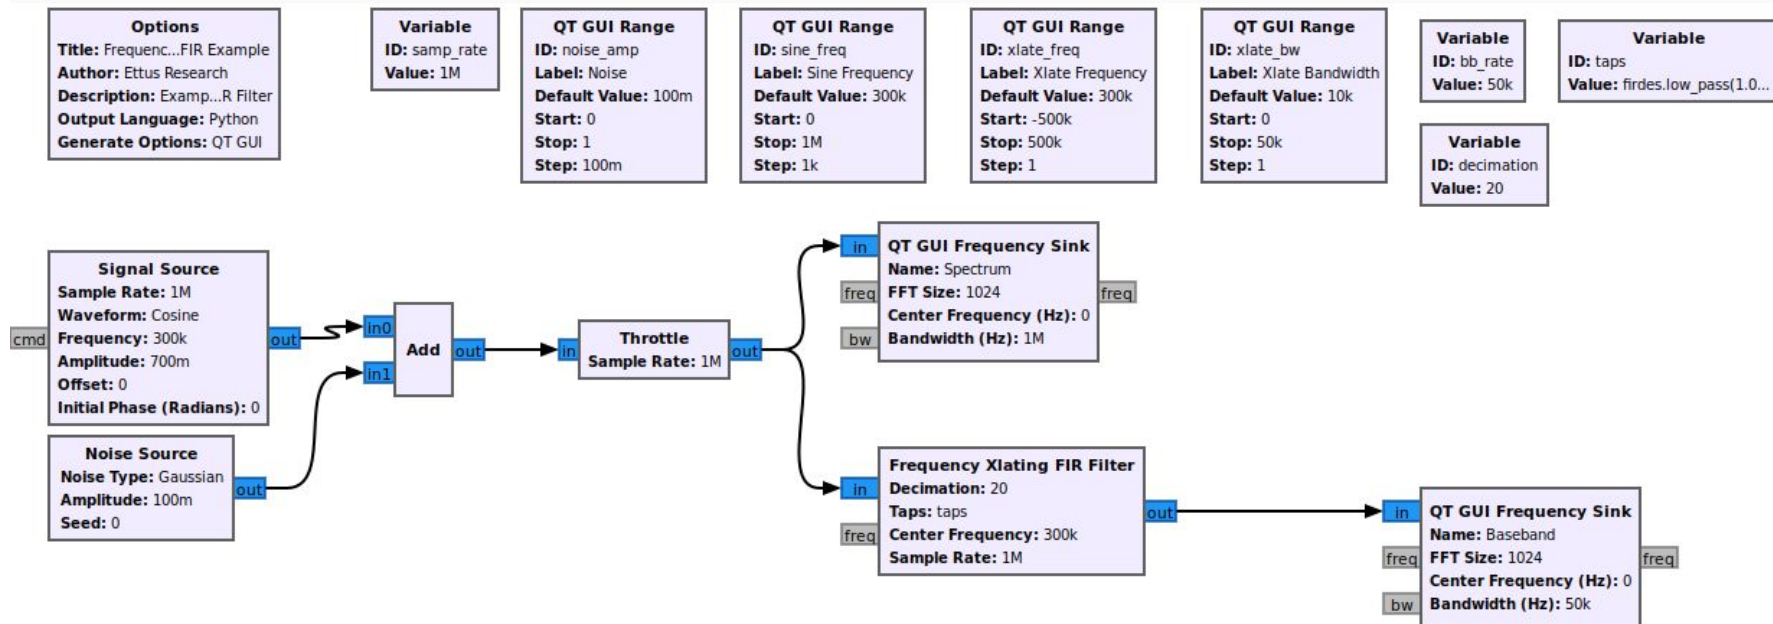 Options
Title: Frequenc...FIR Example
Author: Ettus Research
Description: Examp...R Filter
Output Language: Python
Generate Options: QT GUI
Variable
ID: samp_rate
Value: 1M
QT GUI Range
ID: noise_amp
Label: Noise
Default Value: 100m
Start: 0
Stop: 1
Step: 100m
QT GUI Range
ID: sine_freq
Label: Sine Frequency
Default Value: 300k
Start: 0
Stop: 1M
Step: 1k
QT GUI Range
ID: xlate_freq
Label: Xlate Frequency
Default Value: 300k
Start: -500k
Stop: 500k
Step: 1
QT GUI Range
ID: xlate_bw
Label: Xlate Bandwidth
Default Value: 10k
Start: 0
Stop: 50k
Step: 1
Variable
ID: bb_rate
Value: 50k
Variable
ID: taps
Value: firdes.low_pass(1.0...
Variable
ID: decimation
Value: 20
cmd
Signal Source
Sample Rate: 1M
Waveform: Cosine
Frequency: 300k
Amplitude: 700m
Offset: 0
Initial Phase (Radians): 0
out
Noise Source
Noise Type: Gaussian
Amplitude: 100m
Seed: 0
out
in0
in1
Add
out
in
Throttle
Sample Rate: 1M
out
in
freq
bw
QT GUI Frequency Sink
Name: Spectrum
FFT Size: 1024
Center Frequency (Hz): 0
Bandwidth (Hz): 1M
freq
in
freq
Frequency Xlating FIR Filter
Decimation: 20
Taps: taps
Center Frequency: 300k
Sample Rate: 1M
out
in
freq
bw
QT GUI Frequency Sink
Name: Baseband
FFT Size: 1024
Center Frequency (Hz): 0
Bandwidth (Hz): 50k
freq